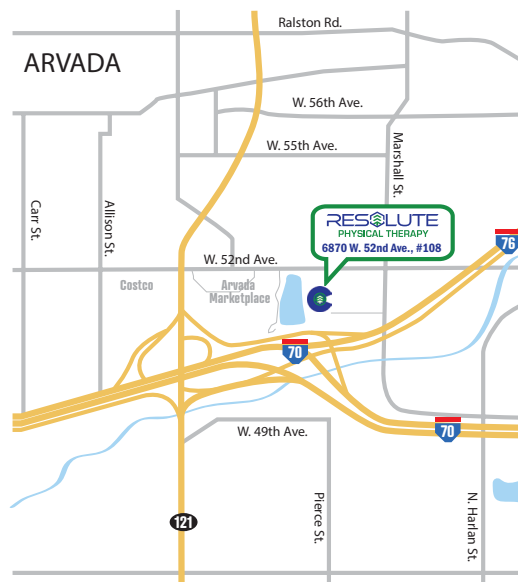 Ralston Rd.
ARVADA
W. 56th Ave.
W. 55th Ave.
Marshall St.
Carr St.
Allison St.
RESOLUTE
PHYSICAL THERAPY
6870 W. 52nd Ave., #108
76
W. 52nd Ave.
Costco
Arvada
Marketplace
70
70
W. 49th Ave.
121
Pierce St.
N. Harlan St.